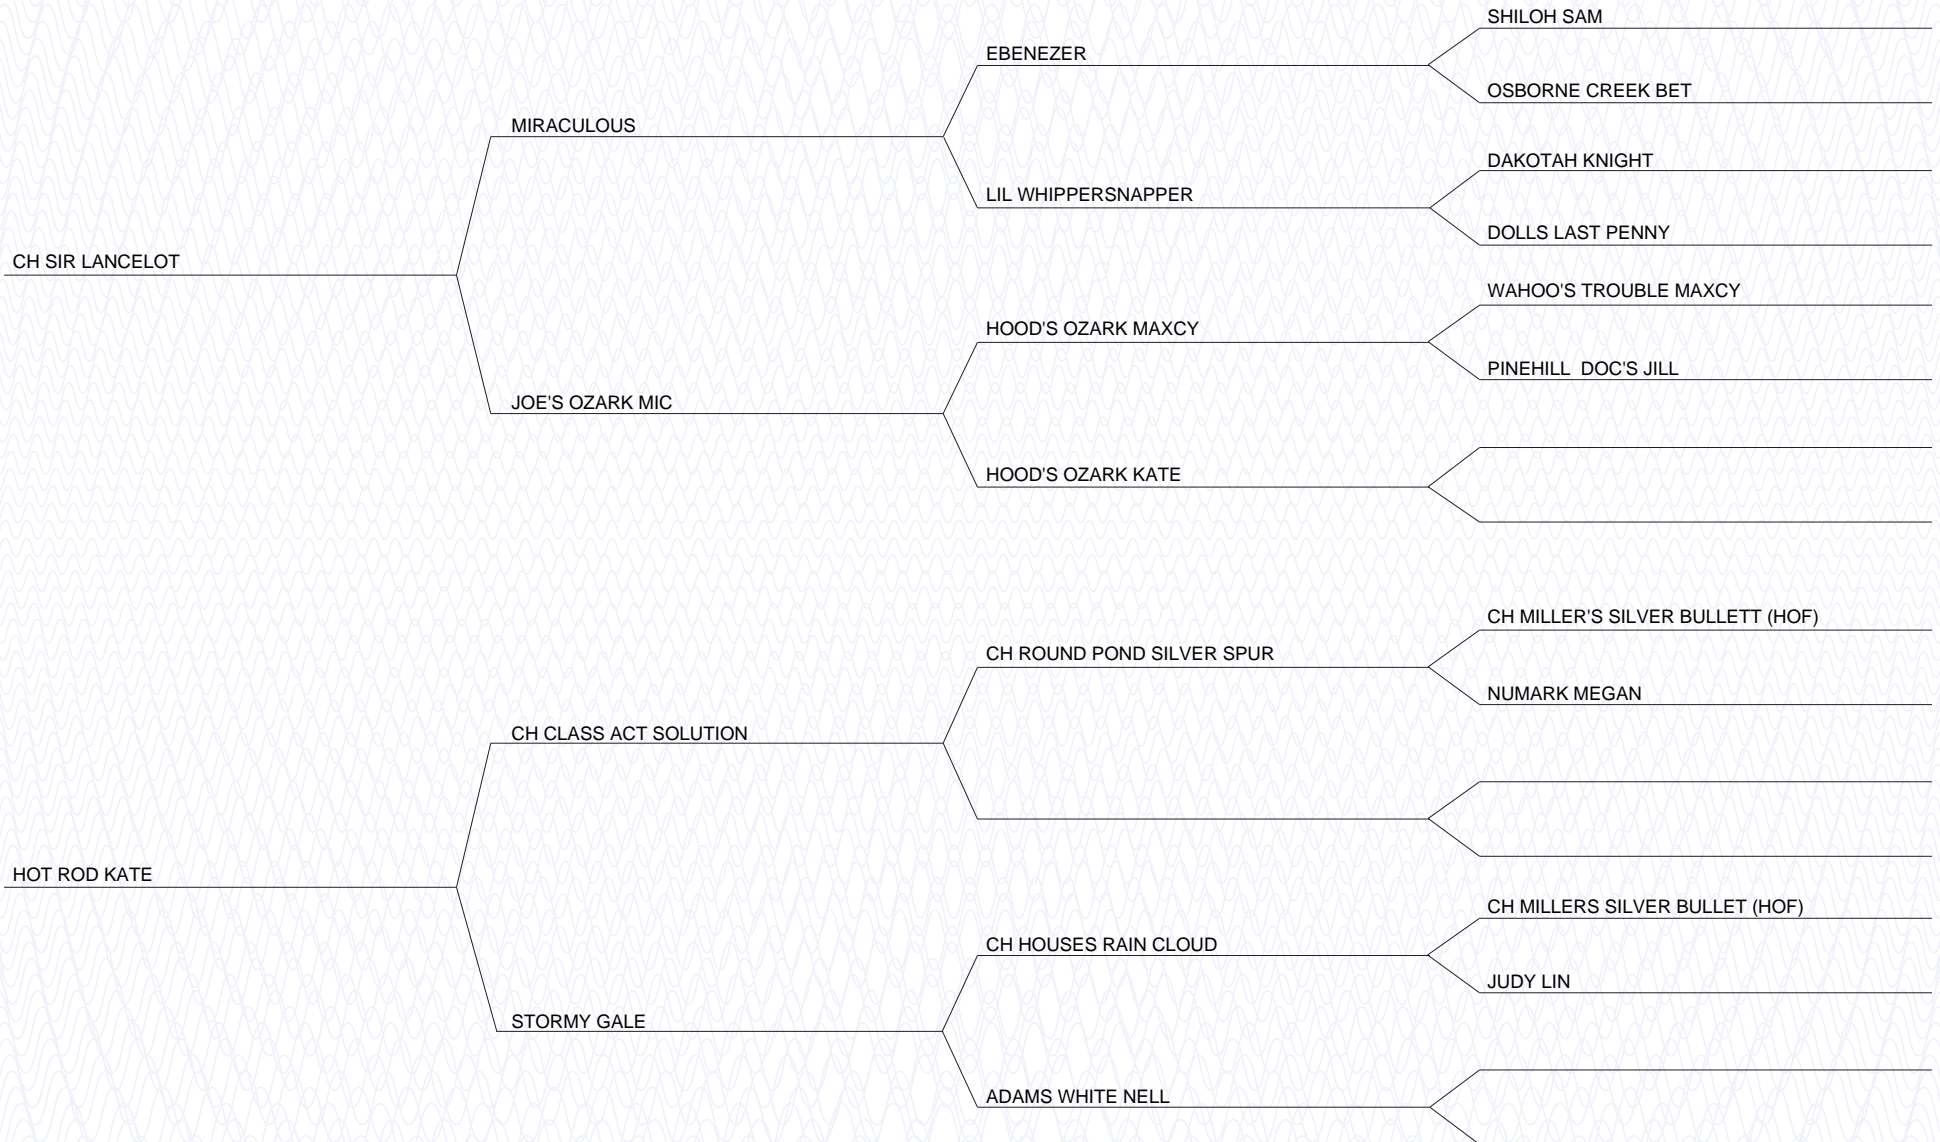 SHILOH SAM
EBENEZER
OSBORNE CREEK BET
MIRACULOUS
DAKOTAH KNIGHT
LIL WHIPPERSNAPPER
DOLLS LAST PENNY
CH SIR LANCELOT
WAHOO'S TROUBLE MAXCY
HOOD'S OZARK MAXCY
PINEHILL  DOC'S JILL
JOE'S OZARK MIC
HOOD'S OZARK KATE
CH MILLER'S SILVER BULLETT (HOF)
CH ROUND POND SILVER SPUR
NUMARK MEGAN
CH CLASS ACT SOLUTION
HOT ROD KATE
CH MILLERS SILVER BULLET (HOF)
CH HOUSES RAIN CLOUD
JUDY LIN
STORMY GALE
ADAMS WHITE NELL